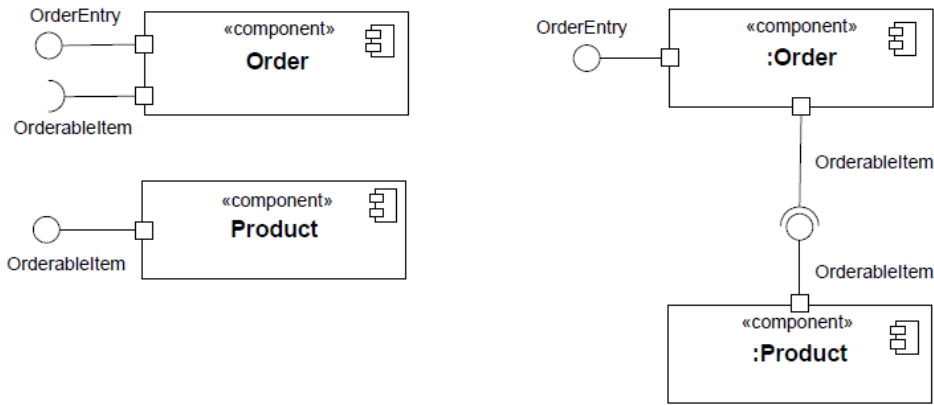 OrderEntry
«component»
Order
OrderableItem
«component»
Product
OrderableItem
OrderEntry
«component»
:Order
OrderableItem
OrderableItem
«component»
:Product